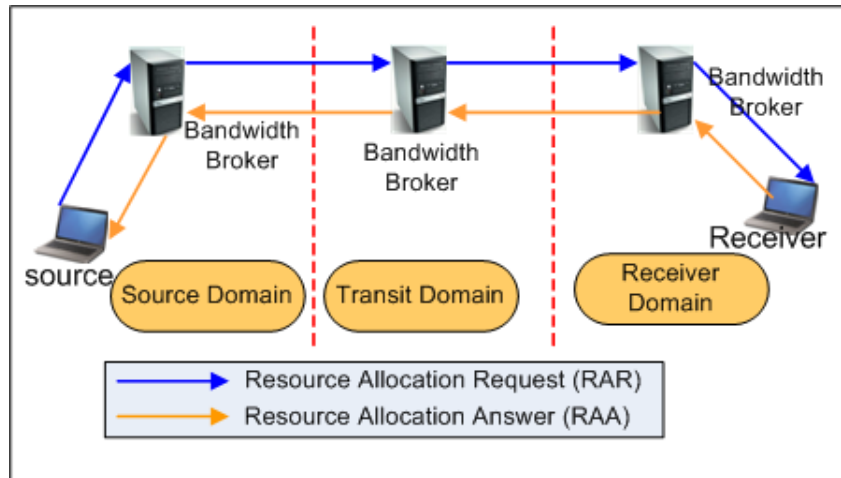 Bandwidth
Broker
Bandwidth
Broker
Bandwidth
Broker
source
Receiver
Source Domain
Transit Domain
Receiver
Domain
Resource Allocation Request (RAR)
Resource Allocation Answer (RAA)